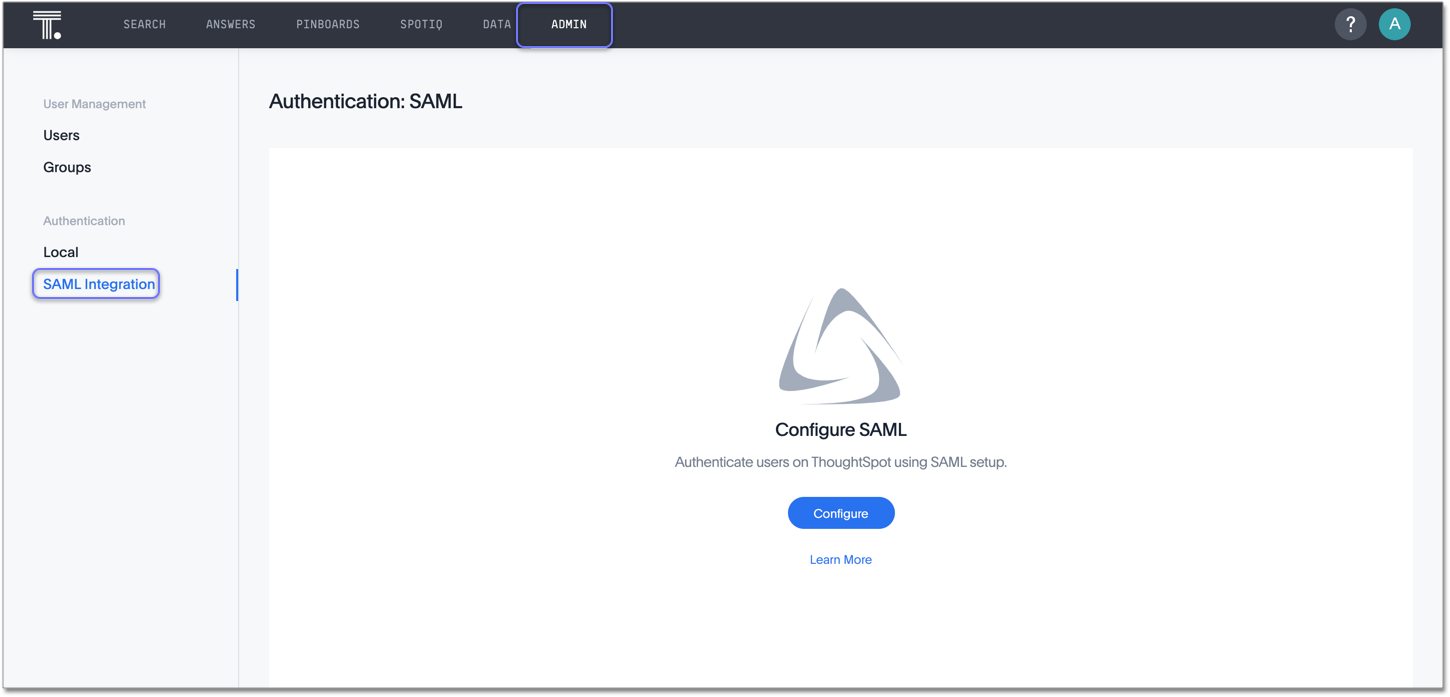 T. SEARCH ANSWERS PINBOARDS SPOTIQ DATA ADMIN ? A
User Management
Users
Groups
Authentication
Local
SAML Integration
Authentication: SAML
Configure SAML
Authenticate users on ThoughtSpot using SAML setup.
Configure
Learn More